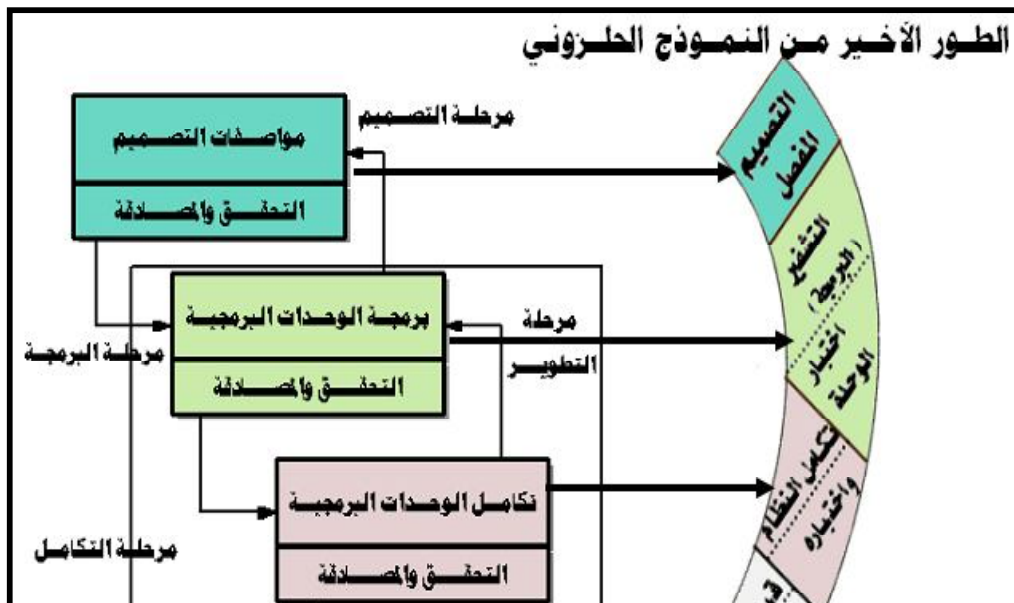 الطور الأخير من النموذج الحلزوني
مرحلة التصميم
مواصفات التصميم
التحقق والمصادقة
التصميم
المفصل
برمجة الوحدات البرمجية
التحقق والمصادقة
مرحلة البرمجة
مرحلة
التطوير
التشفير
(البرمجة)
اختبار
الوحدة
تكامل الوحدات البرمجية
التحقق والمصادقة
مرحلة التكامل
تكامل النظام
واختباره